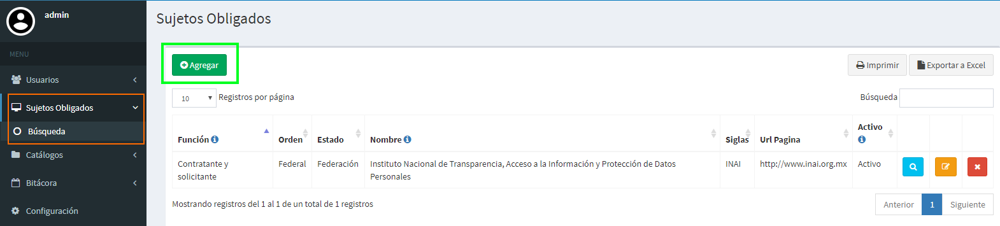 admin
Sujetos Obligados
MENU
Usuarios
Sujetos Obligados
Búsqueda
Catálogos
Bitácora
Configuración
Agregar
Imprimir
Exportar a Excel
10 Registros por página
Búsqueda
Función Orden Estado Nombre Siglas Url Pagina Activo
Contratante y solicitante Federal Federación Instituto Nacional de Transparencia, Acceso a la Información y Protección de Datos Personales INAI http://www.inai.org.mx Activo
Mostrando registros del 1 al 1 de un total de 1 registros
Anterior 1 Siguiente